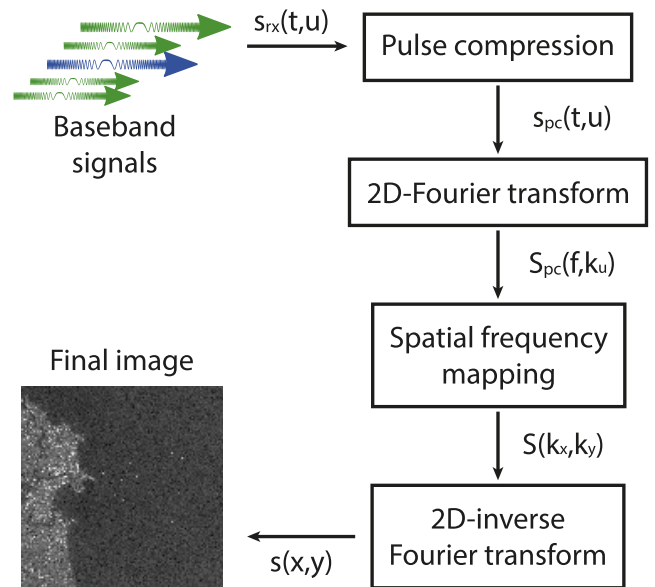 s_rx(t,u)
Pulse compression
Baseband
signals
s_pc(t,u)
2D-Fourier transform
S_pc(f,k_u)
Spatial frequency
mapping
Final image
S(k_x,k_y)
2D-inverse
Fourier transform
s(x,y)